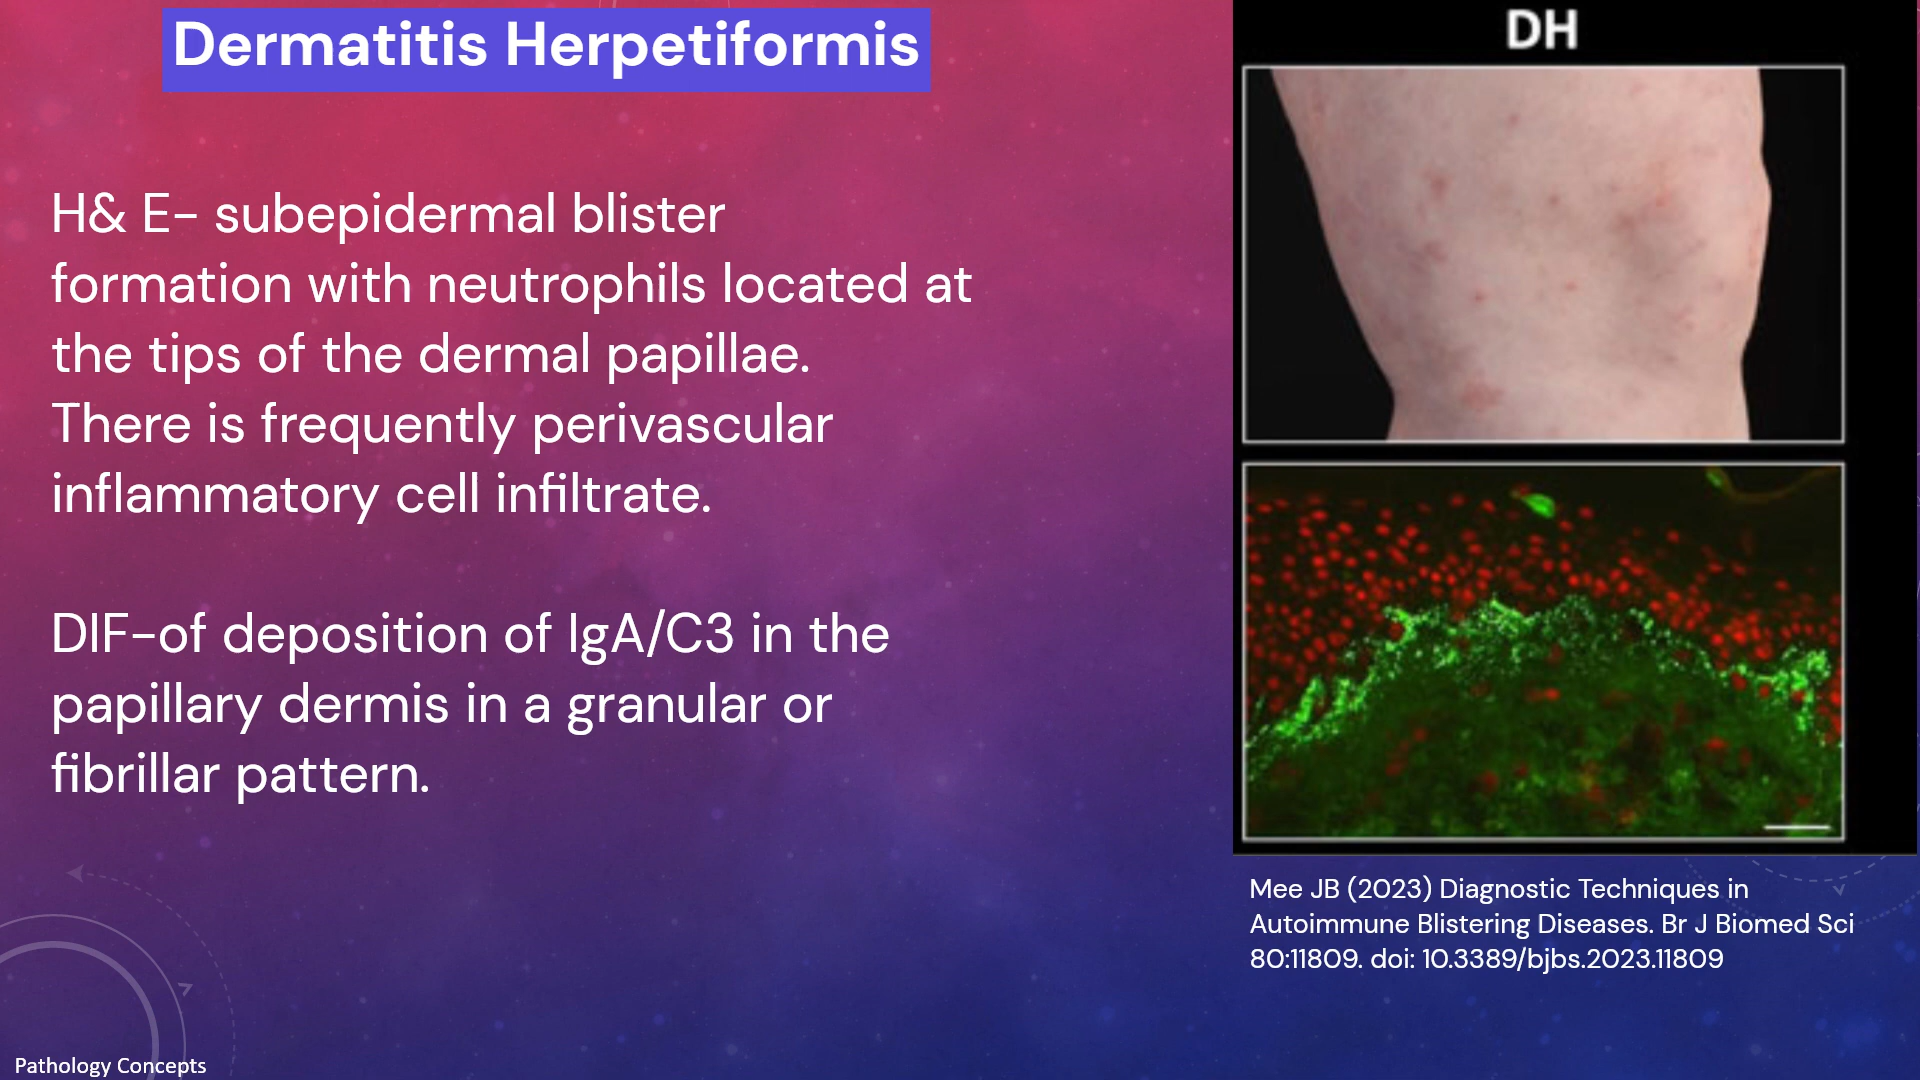 Dermatitis Herpetiformis
H& E- subepidermal blister
formation with neutrophils located at
the tips of the dermal papillae.
There is frequently perivascular
inflammatory cell infiltrate.
DIF-of deposition of IgA/C3 in the
papillary dermis in a granular or
fibrillar pattern.
DH
Mee JB (2023) Diagnostic Techniques in
Autoimmune Blistering Diseases. Br J Biomed Sci
80:11809. doi: 10.3389/bjbs.2023.11809
Pathology Concepts